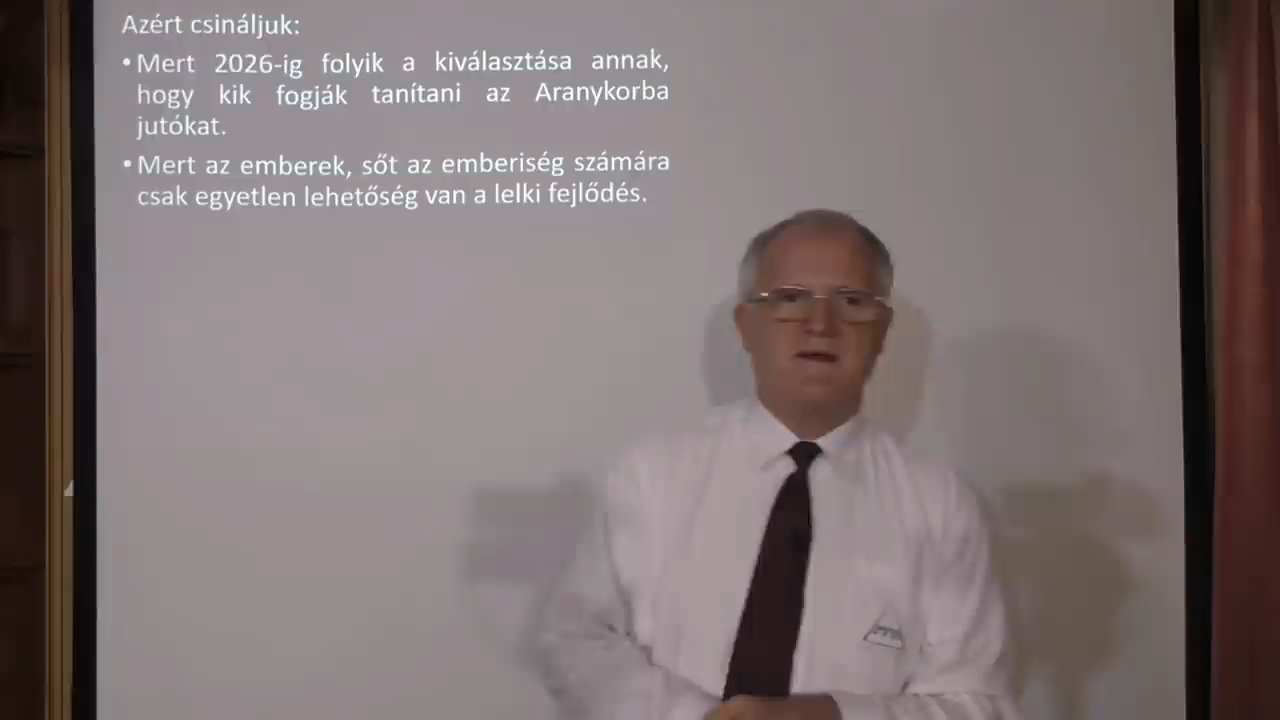 Azért csináljuk:
• Mert 2026-ig folyik a kiválasztása annak,
hogy kik fogják tanítani az Aranykorba
jutókat.
• Mert az emberek, sőt az emberiség számára
csak egyetlen lehetőség van a lelki fejlődés.